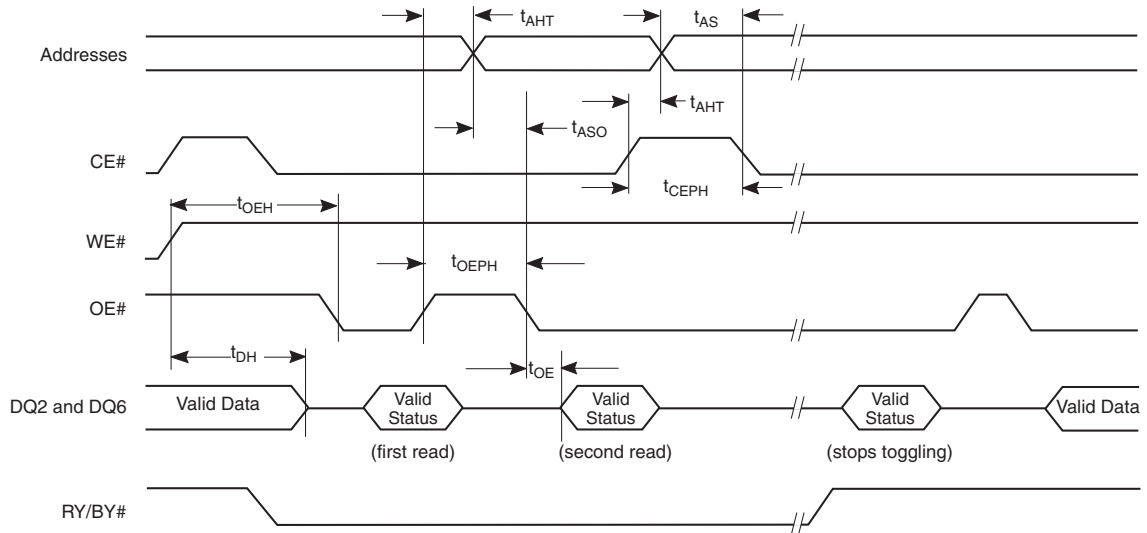 tAHT
tAS
Addresses
tAHT
tASO
CE#
tCEPH
tOEH
WE#
tOEPH
OE#
tDH
tOE
DQ2 and DQ6
Valid Data
Valid
Status
Valid
Status
Valid
Status
Valid Data
(first read)
(second read)
(stops toggling)
RY/BY#